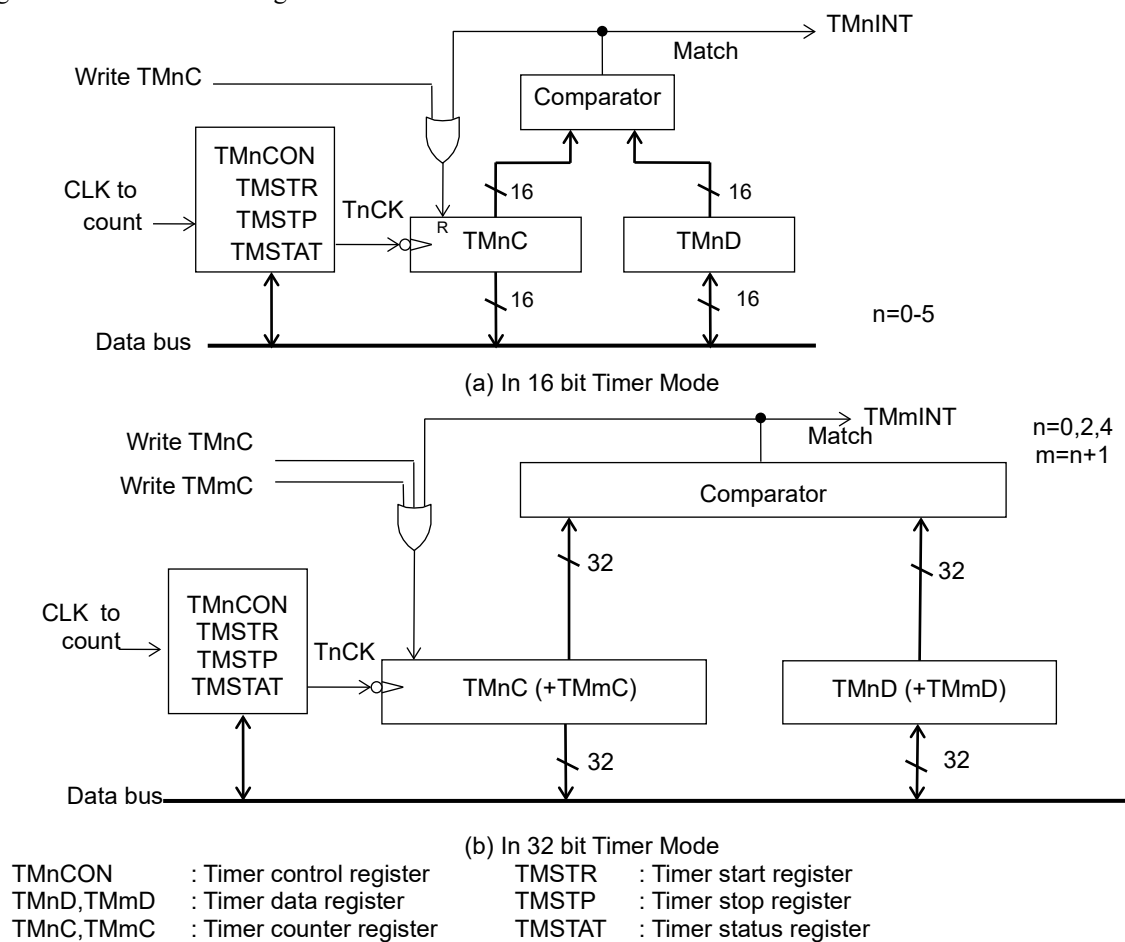 TMnINT
Match
Write TMnC
Comparator
TMnCON
TMSTR
TMSTP
TMSTAT
CLK to
count
TnCK
R
TMnC
TMnD
16
16
16
16
n=0-5
Data bus
(a) In 16 bit Timer Mode
TMmINT
Match
n=0,2,4
m=n+1
Write TMnC
Write TMmC
Comparator
32
32
TMnCON
TMSTR
TMSTP
TMSTAT
CLK to
count
TnCK
TMnC (+TMmC)
TMnD (+TMmD)
32
32
Data bus
(b) In 32 bit Timer Mode
TMnCON : Timer control register TMSTR : Timer start register
TMnD,TMmD : Timer data register TMSTP : Timer stop register
TMnC,TMmC : Timer counter register TMSTAT : Timer status register